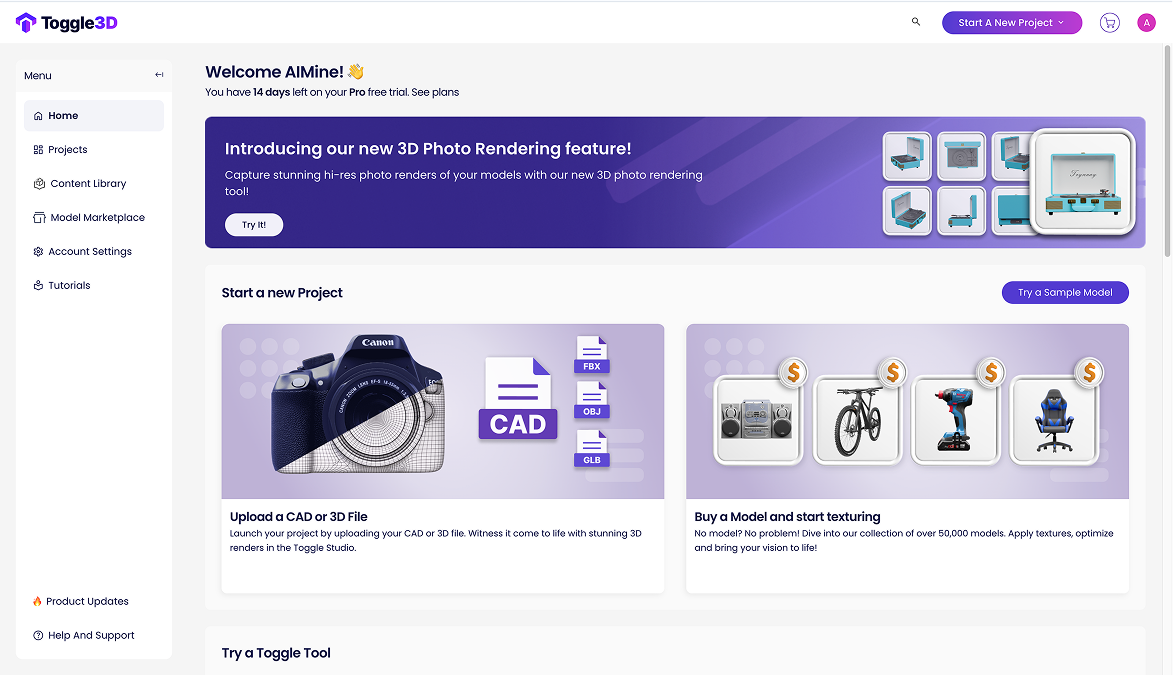 Toggle3D
Start A New Project
A
Menu
Home
Projects
Content Library
Model Marketplace
Account Settings
Tutorials
Product Updates
Help And Support
Welcome AIMine! 👋
You have 14 days left on your Pro free trial. See plans
Introducing our new 3D Photo Rendering feature!
Capture stunning hi-res photo renders of your models with our new 3D photo rendering
tool!
Try It!
Start a new Project
Try a Sample Model
Canon
CAD
FBX
OBJ
GLB
$
$
$
$
Upload a CAD or 3D File
Launch your project by uploading your CAD or 3D file. Witness it come to life with stunning 3D
renders in the Toggle Studio.
Buy a Model and start texturing
No model? No problem! Dive into our collection of over 50,000 models. Apply textures, optimize
and bring your vision to life!
Try a Toggle Tool